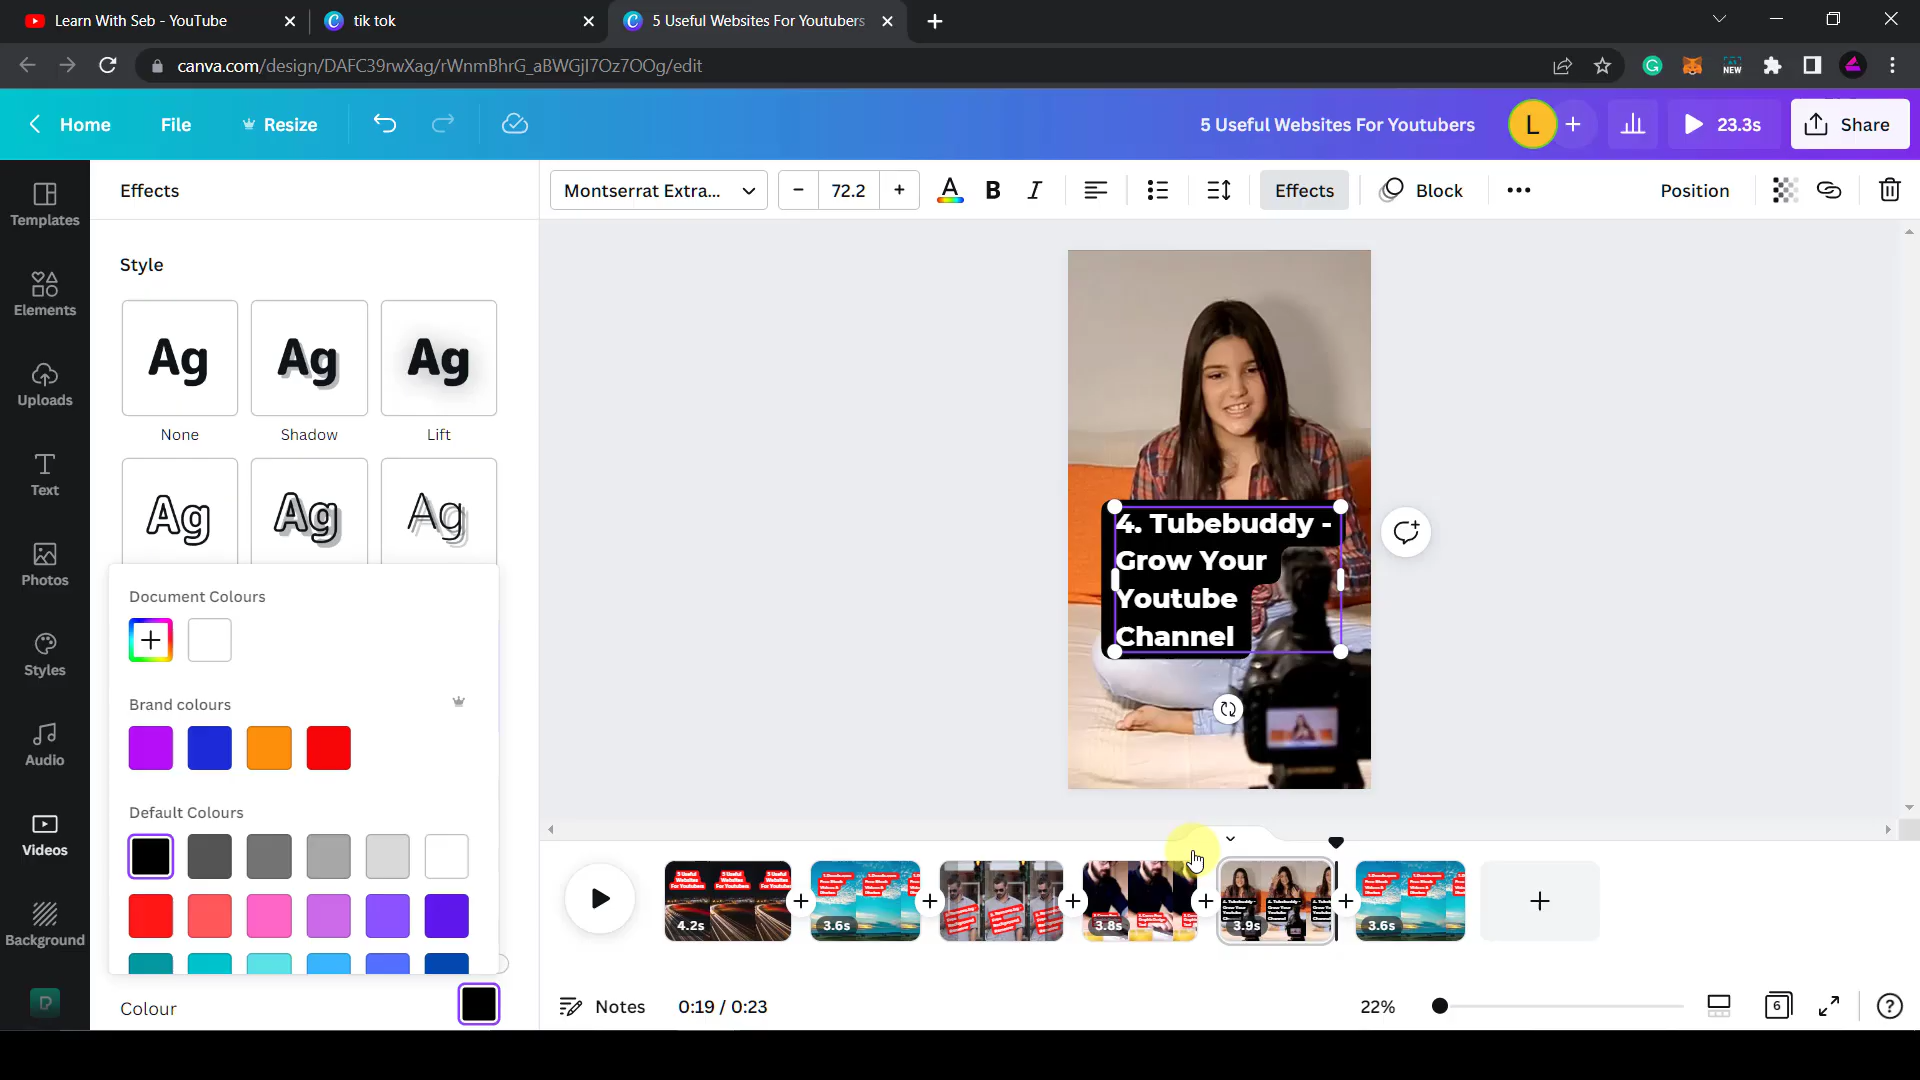 Learn With Seb - YouTube
tik tok
5 Useful Websites For Youtubers
canva.com/design/DAFC39rwXag/rWnmBhrG_aBWGjI7Oz7OOg/edit
NEW
Home
File
Resize
5 Useful Websites For Youtubers
L
23.3s
Share
Effects
Montserrat Extra...
72.2
A
B
I
Effects
Block
Position
Templates
Elements
Uploads
Text
Photos
Styles
Audio
Videos
Background
Style
Ag
Ag
Ag
None
Shadow
Lift
Ag
Ag
Ag
Document Colours
Brand colours
Default Colours
Colour
4. Tubebuddy -
Grow Your
Youtube
Channel
4.2s
3.6s
3.8s
3.9s
3.6s
Notes
0:19 / 0:23
22%
6
?